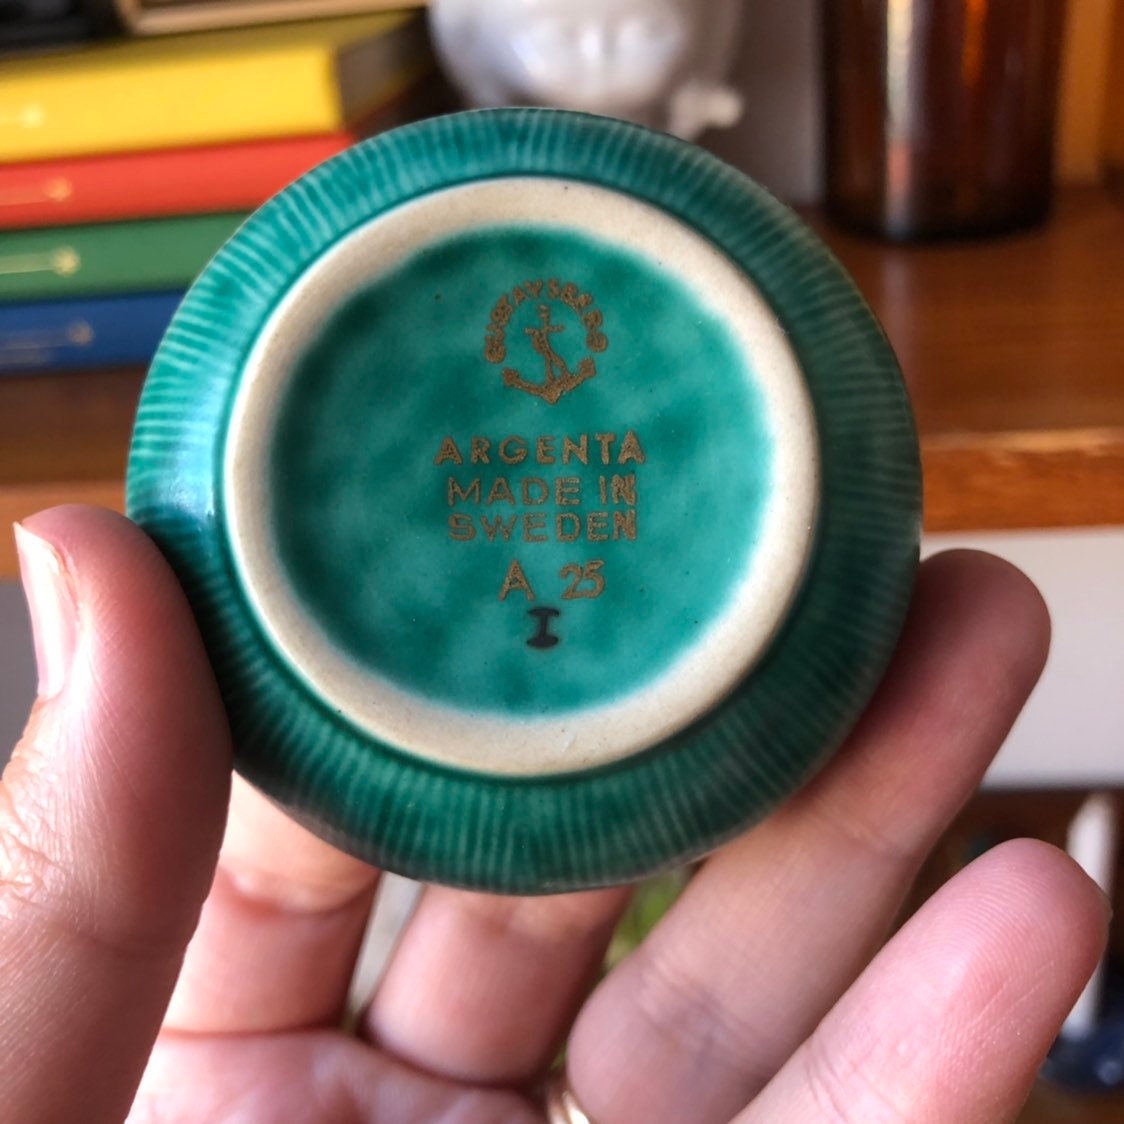 GUSTAVSBERG
ARGENTA
MADE IN
SWEDEN
A 25
I